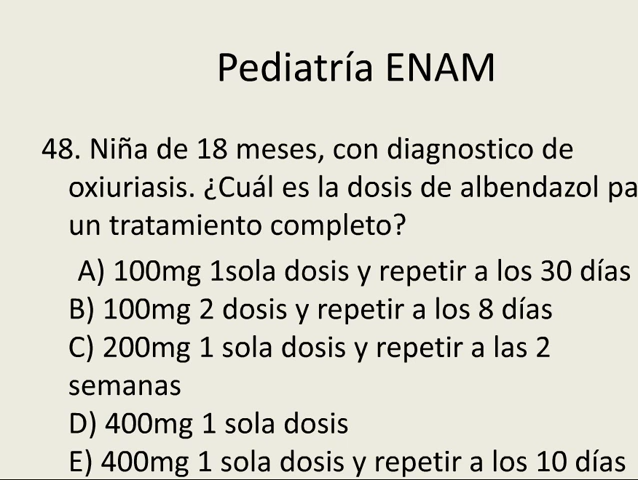 Pediatría ENAM
48. Niña de 18 meses, con diagnostico de
oxiuriasis. ¿Cuál es la dosis de albendazol pa
un tratamiento completo?
A) 100mg 1sola dosis y repetir a los 30 días
B) 100mg 2 dosis y repetir a los 8 días
C) 200mg 1 sola dosis y repetir a las 2
semanas
D) 400mg 1 sola dosis
E) 400mg 1 sola dosis y repetir a los 10 días